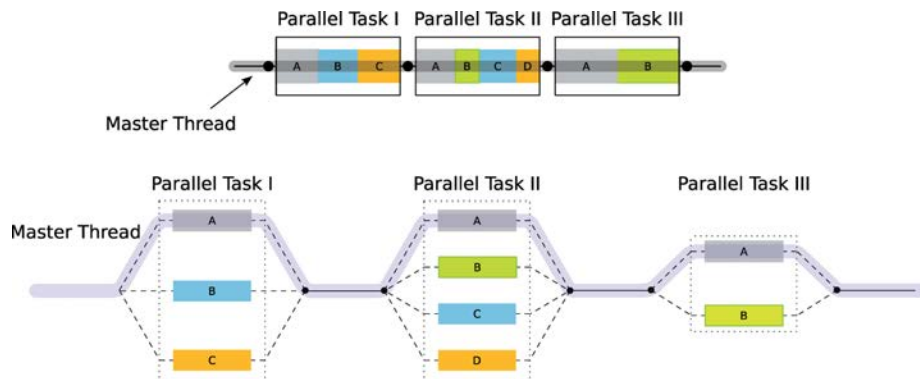 Parallel Task I Parallel Task II Parallel Task III
A B C A B C D A B
Master Thread
Parallel Task I Parallel Task II Parallel Task III
Master Thread
A A
A
B
B
C
B
C D